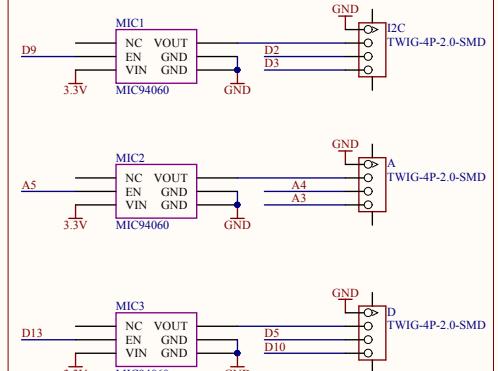 GND
MIC1
I2C
NC VOUT
TWIG-4P-2.0-SMD
D9
EN GND
D2
VIN GND
D3
3.3V
MIC94060
GND
GND
MIC2
A
NC VOUT
TWIG-4P-2.0-SMD
A5
EN GND
A4
VIN GND
A3
3.3V
MIC94060
GND
GND
MIC3
D
NC VOUT
TWIG-4P-2.0-SMD
D13
EN GND
D5
VIN GND
D10